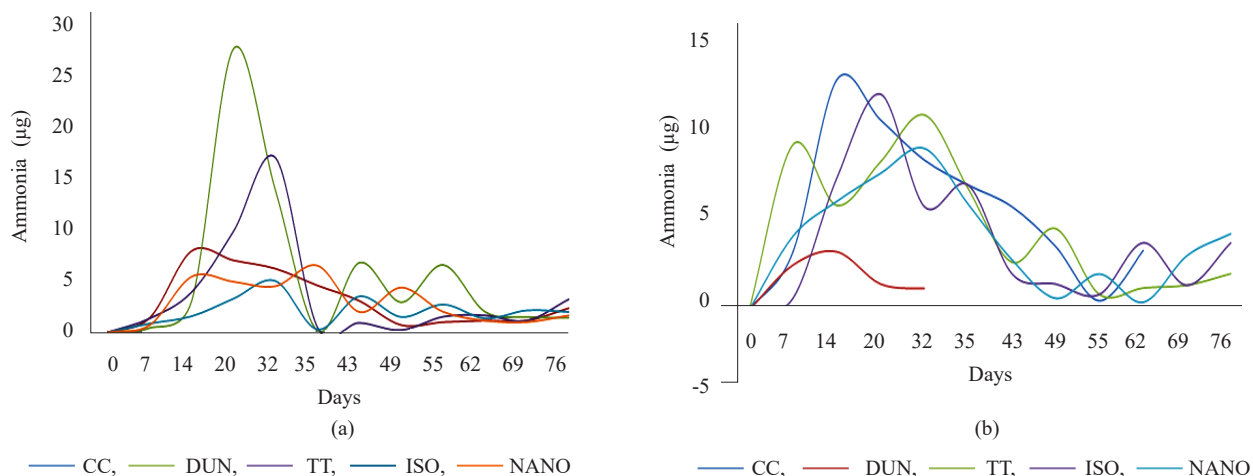 30
25
20
15
10
5
0
Ammonia (µg)
0 7 14 20 32 35 43 49 55 62 69 76
Days
(a)
CC, DUN, TT, ISO, NANO
15
10
5
0
-5
Ammonia (µg)
0 7 14 20 32 35 43 49 55 62 69 76
Days
(b)
CC, DUN, TT, ISO, NANO